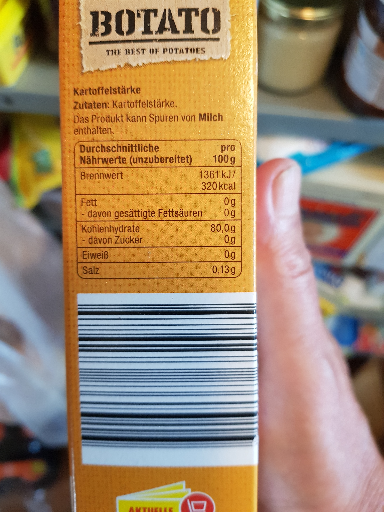 BOTATO
THE BEST OF POTATOES
Kartoffelstärke
Zutaten: Kartoffelstärke.
Das Produkt kann Spuren von Milch
enthalten.
Durchschnittliche pro
Nährwerte (unzubereitet) 100g
Brennwert 1361 kJ/
320 kcal
Fett 0g
- davon gesättigte Fettsäuren 0g
Kohlenhydrate 80,0g
- davon Zucker 0g
Eiweiß 0g
Salz 0,13g
AKTUELLE